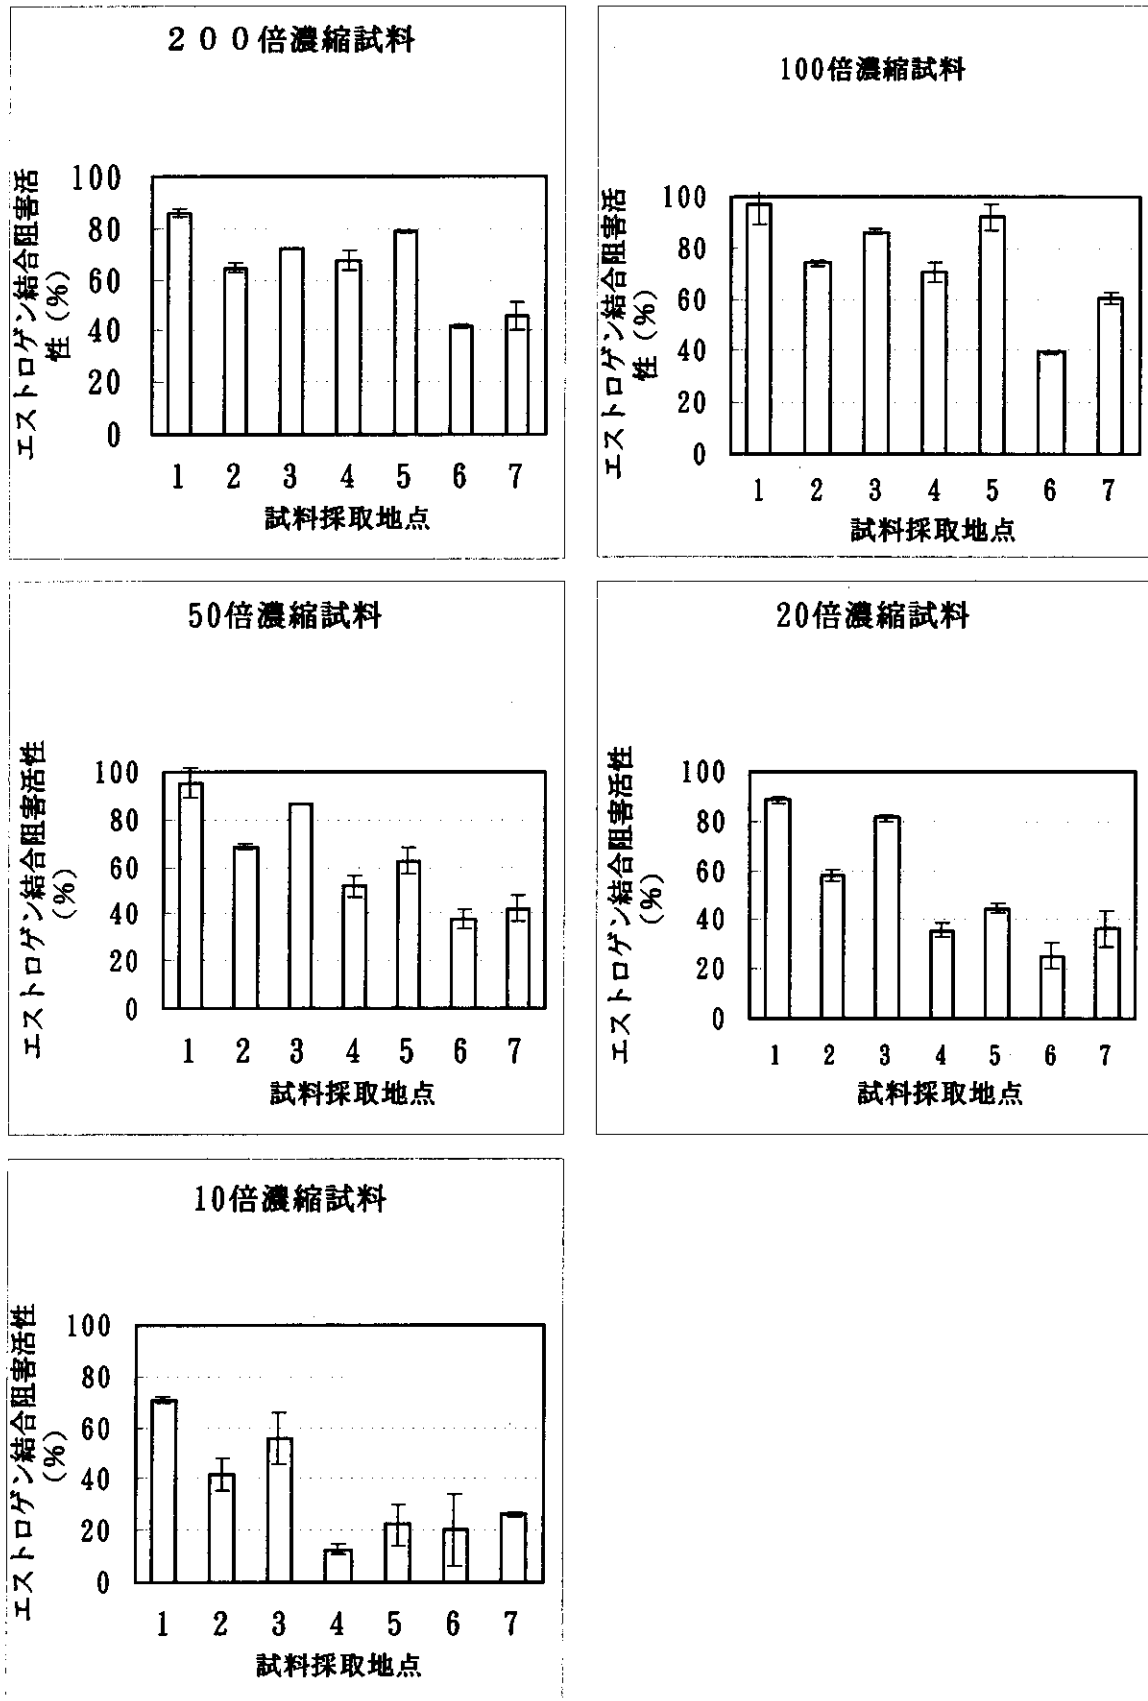 ２００倍濃縮試料
エストロゲン結合阻害活
性 (%)
100
80
60
40
20
0
1 2 3 4 5 6 7
試料採取地点
100倍濃縮試料
エストロゲン結合阻害活
性 (%)
100
80
60
40
20
0
1 2 3 4 5 6 7
試料採取地点
50倍濃縮試料
エストロゲン結合阻害活性
(%)
100
80
60
40
20
0
1 2 3 4 5 6 7
試料採取地点
20倍濃縮試料
エストロゲン結合阻害活性
(%)
100
80
60
40
20
0
1 2 3 4 5 6 7
試料採取地点
10倍濃縮試料
エストロゲン結合阻害活性
(%)
100
80
60
40
20
0
1 2 3 4 5 6 7
試料採取地点